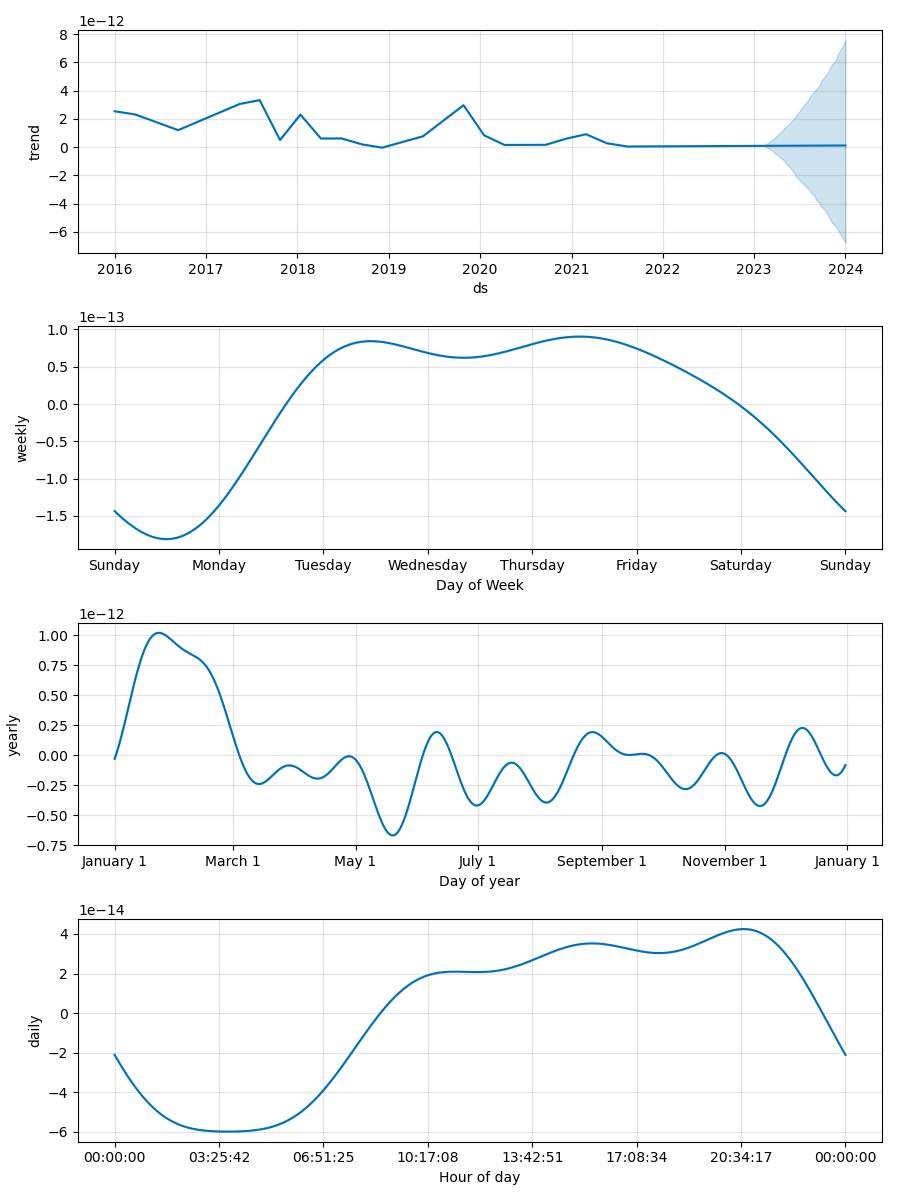 1e−12
8
6
4
2
0
−2
−4
−6
trend
2016 2017 2018 2019 2020 2021 2022 2023 2024
ds
1e−13
1.0
0.5
0.0
−0.5
−1.0
−1.5
weekly
Sunday Monday Tuesday Wednesday Thursday Friday Saturday Sunday
Day of Week
1e−12
1.00
0.75
0.50
0.25
0.00
−0.25
−0.50
−0.75
yearly
January 1 March 1 May 1 July 1 September 1 November 1 January 1
Day of year
1e−14
4
2
0
−2
−4
−6
daily
00:00:00 03:25:42 06:51:25 10:17:08 13:42:51 17:08:34 20:34:17 00:00:00
Hour of day